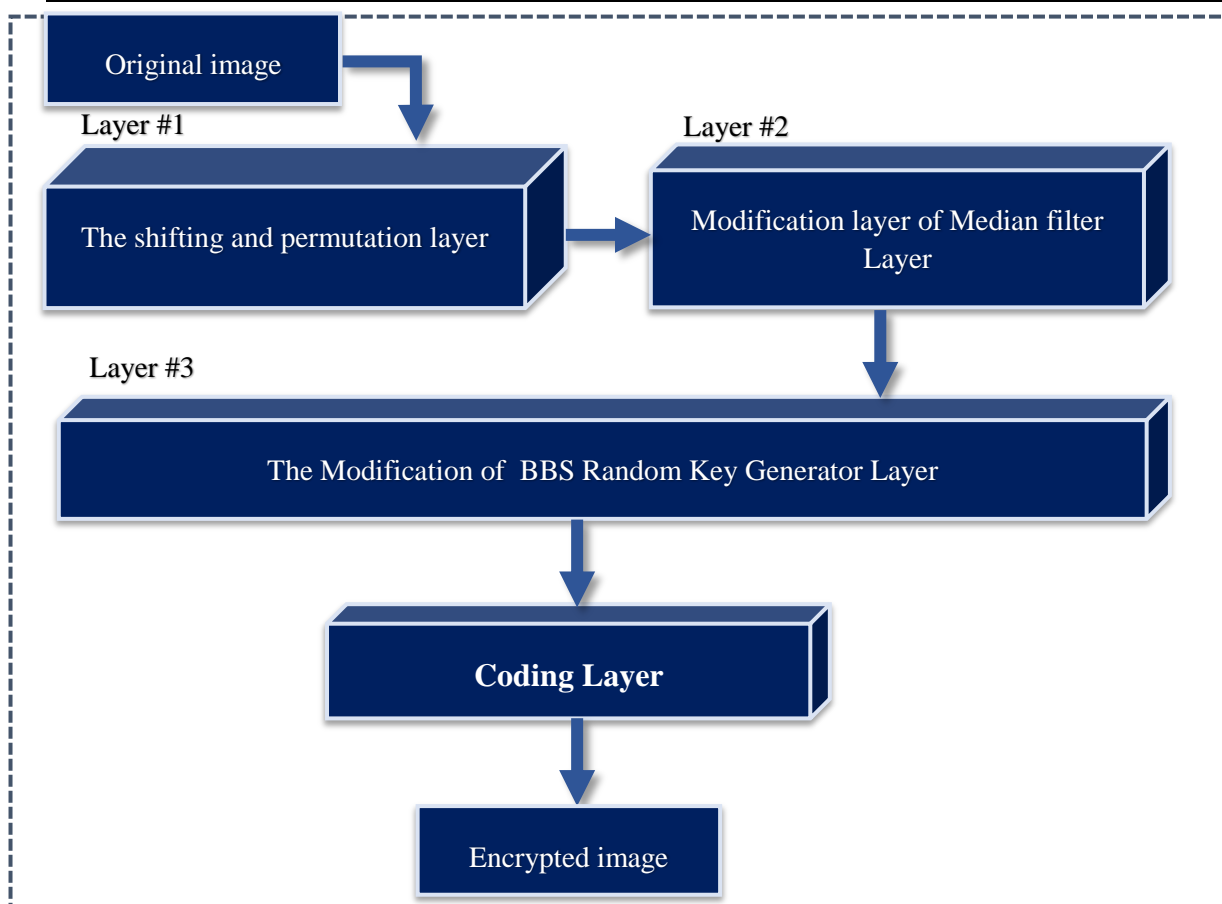 Original image
Layer #1
The shifting and permutation layer
Layer #2
Modification layer of Median filter
Layer
Layer #3
The Modification of BBS Random Key Generator Layer
Coding Layer
Encrypted image